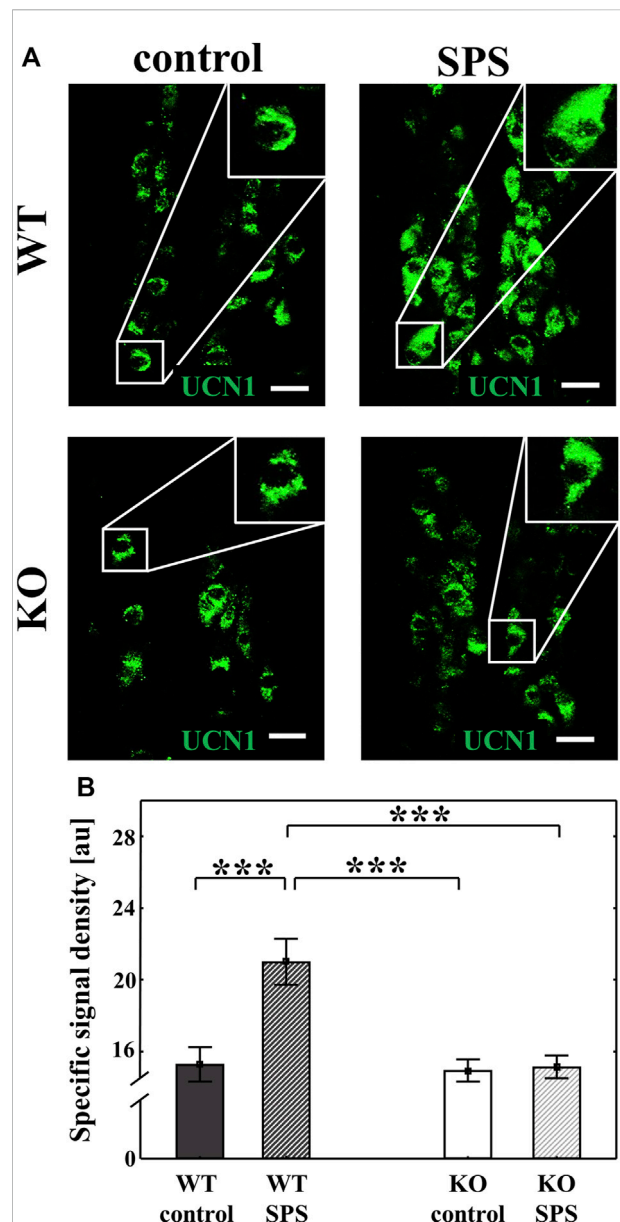 A
control SPS
WT
UCN1 UCN1
KO
UCN1 UCN1
B
Specific signal density [au]
28
24
20
16
0
***
*** ***
WT WT KO KO
control SPS control SPS